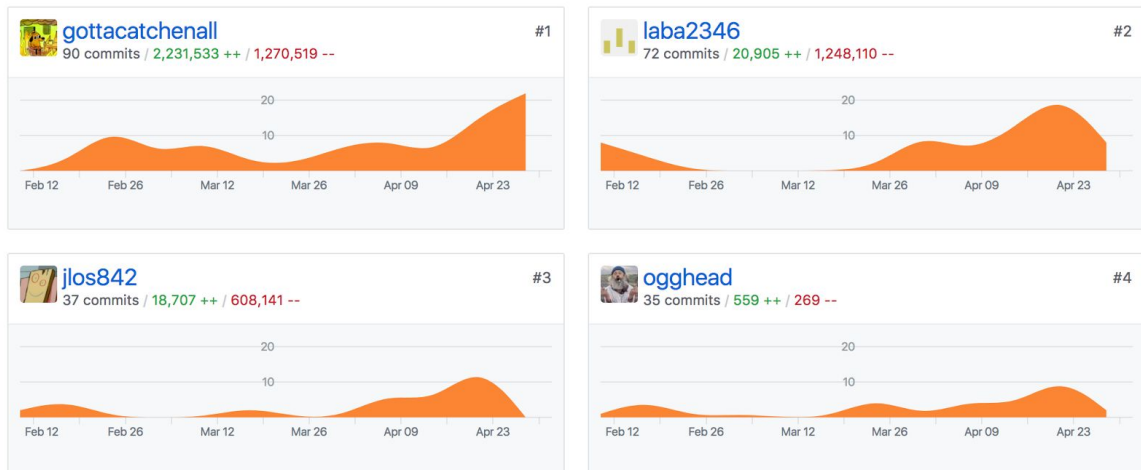 gottacatchenall #1
90 commits / 2,231,533 ++ / 1,270,519 --
20
10
Feb 12 Feb 26 Mar 12 Mar 26 Apr 09 Apr 23
laba2346 #2
72 commits / 20,905 ++ / 1,248,110 --
20
10
Feb 12 Feb 26 Mar 12 Mar 26 Apr 09 Apr 23
jlos842 #3
37 commits / 18,707 ++ / 608,141 --
20
10
Feb 12 Feb 26 Mar 12 Mar 26 Apr 09 Apr 23
ogghead #4
35 commits / 559 ++ / 269 --
20
10
Feb 12 Feb 26 Mar 12 Mar 26 Apr 09 Apr 23